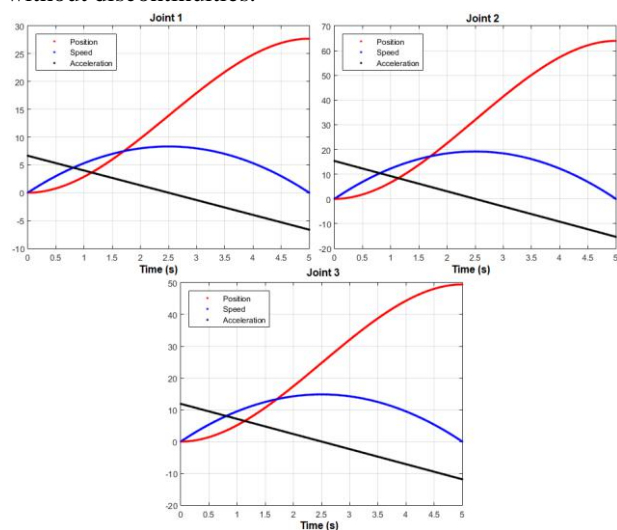 without discontinuities.
Joint 1
30
25
20
15
10
5
0
-5
-10
Position
Speed
Acceleration
0 0.5 1 1.5 2 2.5 3 3.5 4 4.5 5
Time (s)
Joint 2
70
60
50
40
30
20
10
0
-10
-20
Position
Speed
Acceleration
0 0.5 1 1.5 2 2.5 3 3.5 4 4.5 5
Time (s)
Joint 3
50
40
30
20
10
0
-10
-20
Position
Speed
Acceleration
0 0.5 1 1.5 2 2.5 3 3.5 4 4.5 5
Time (s)